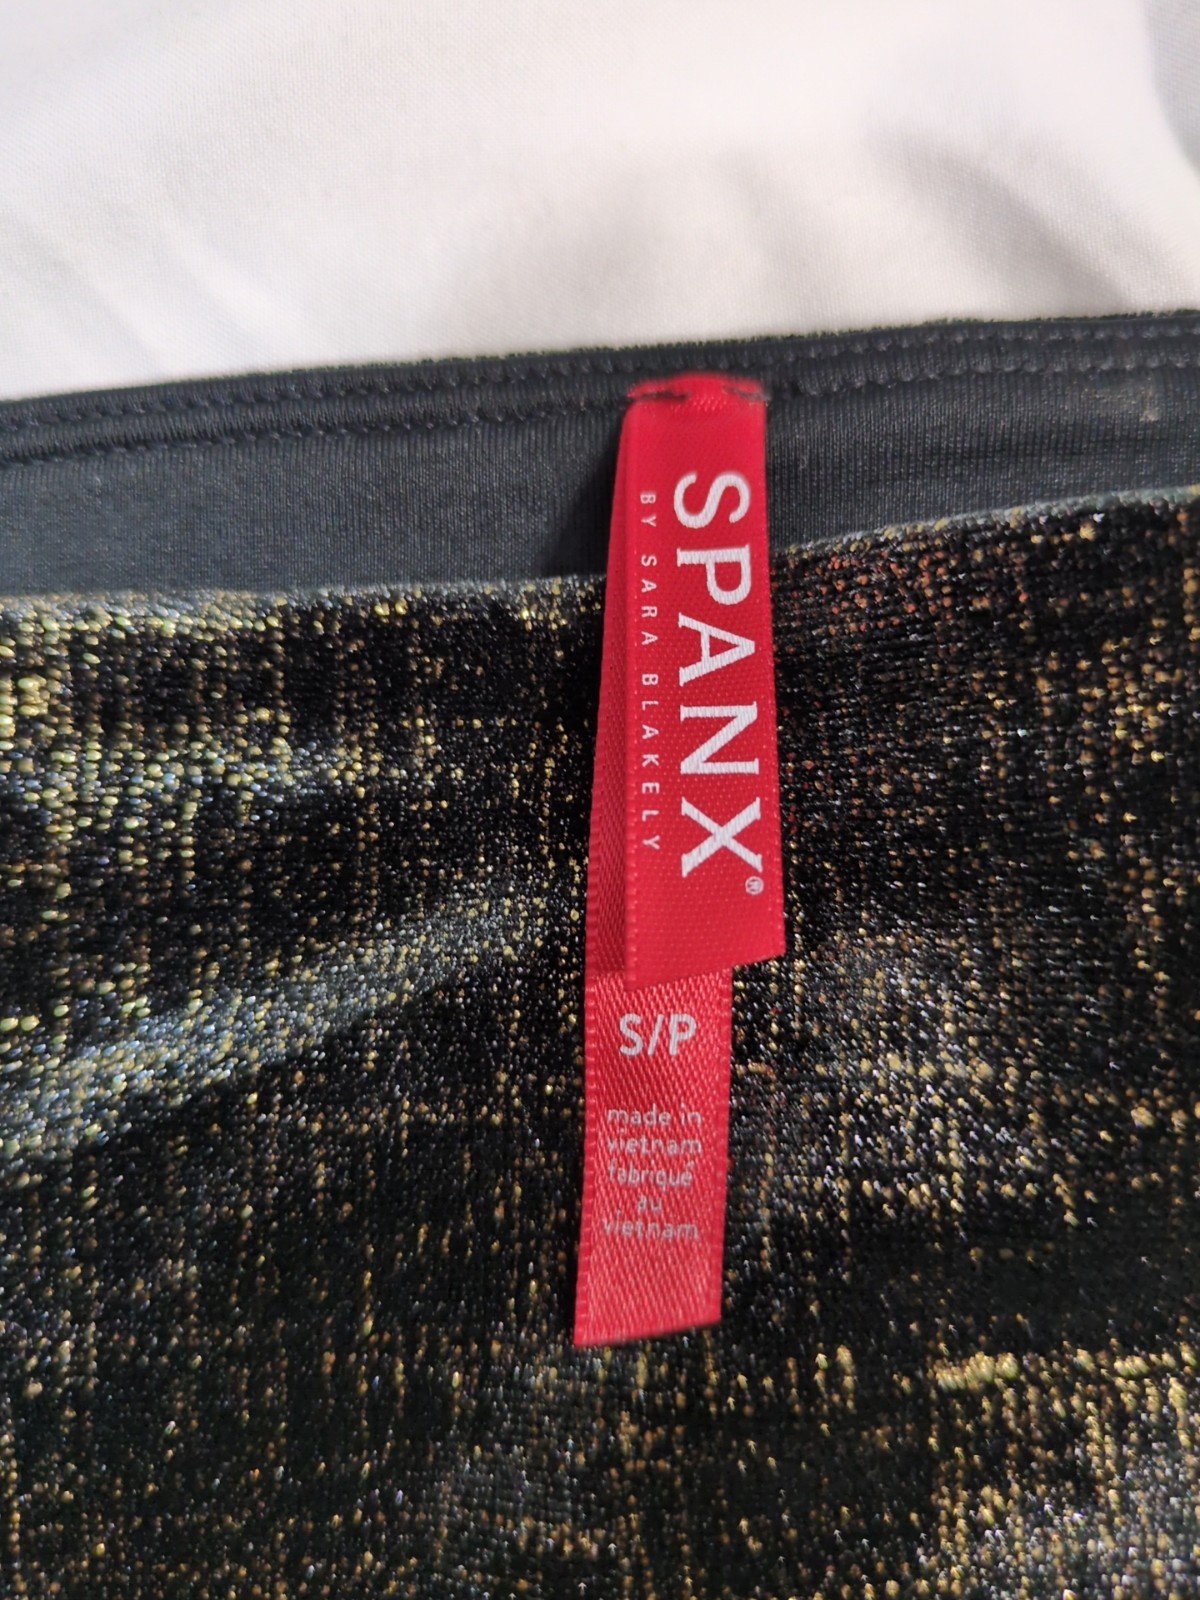 SPANX®
BY SARA BLAKELY
S/P
made in
vietnam
fabriqué
au
vietnam